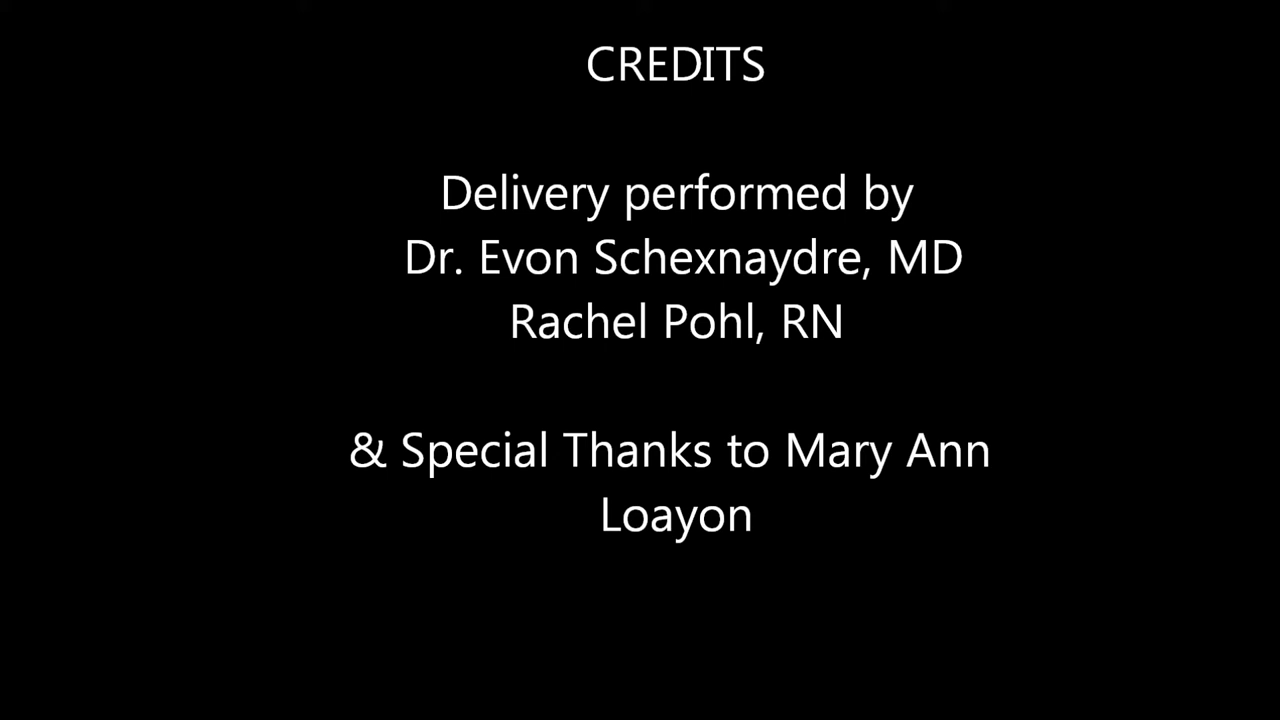 CREDITS
Delivery performed by
Dr. Evon Schexnaydre, MD
Rachel Pohl, RN
& Special Thanks to Mary Ann
Loayon